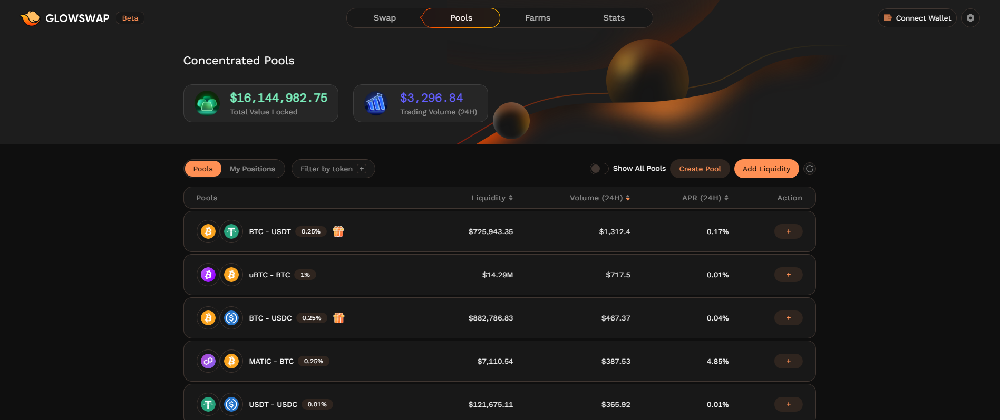 GLOWSWAP Beta Swap Pools Farms Stats Connect Wallet
Concentrated Pools
$16,144,982.75 $3,296.84
Total Value Locked Trading Volume (24H)
Pools My Positions Filter by token + Show All Pools Create Pool Add Liquidity
Pools Liquidity Volume (24H) APR (24H) Action
BTC - USDT 0.25% $725,943.35 $1,312.4 0.17% +
uBTC - BTC 1% $14.29M $717.5 0.01% +
BTC - USDC 0.25% $882,786.83 $467.37 0.04% +
MATIC - BTC 0.25% $7,110.54 $387.53 4.85% +
USDT - USDC 0.01% $121,675.11 $365.92 0.01% +